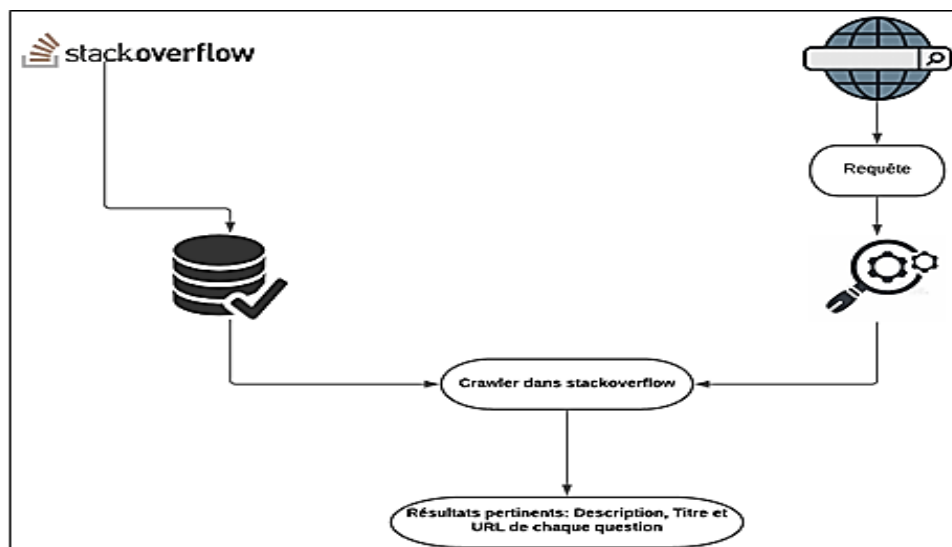 stackoverflow
Requête
Crawler dans stackoverflow
Résultats pertinents: Description, Titre et
URL de chaque question